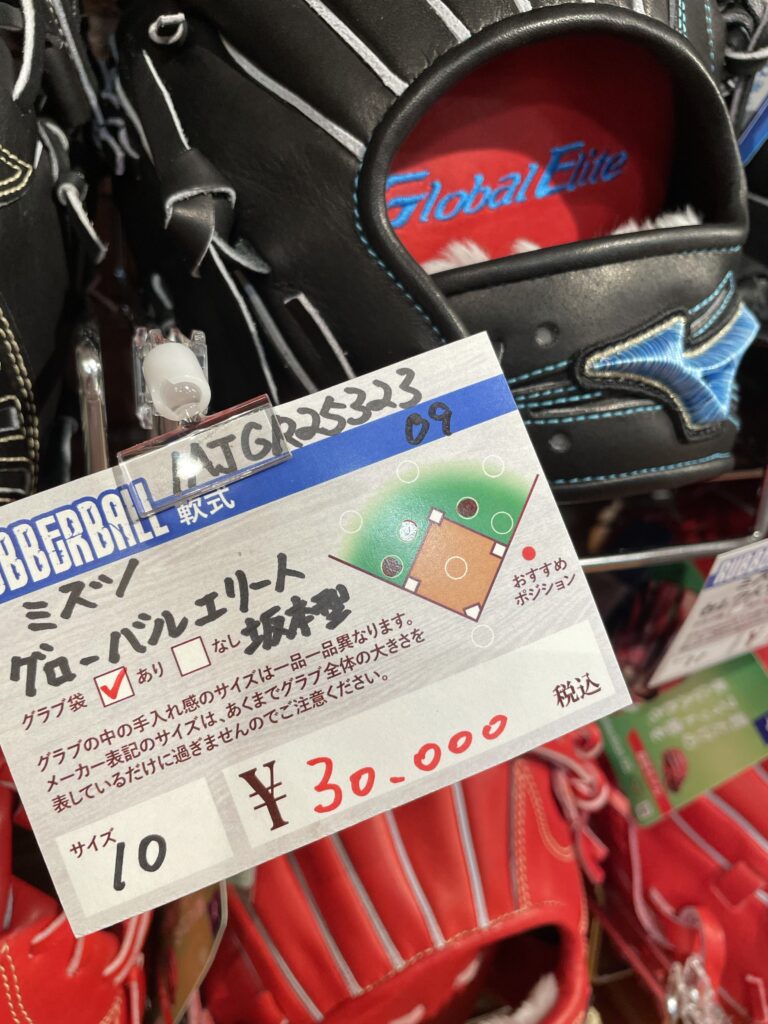 Global Elite
1AJGR25323
09
RUBBERBALL 軟式
ミズノ
グローバルエリート
坂本型
おすすめ
ポジション
グラブ袋 あり なし
グラブの中の手入れ感のサイズは一品一品異なります。
メーカー表記のサイズは、あくまでグラブ全体の大きさを
表しているだけに過ぎませんのでご注意ください。
サイズ
10
¥30.000
税込